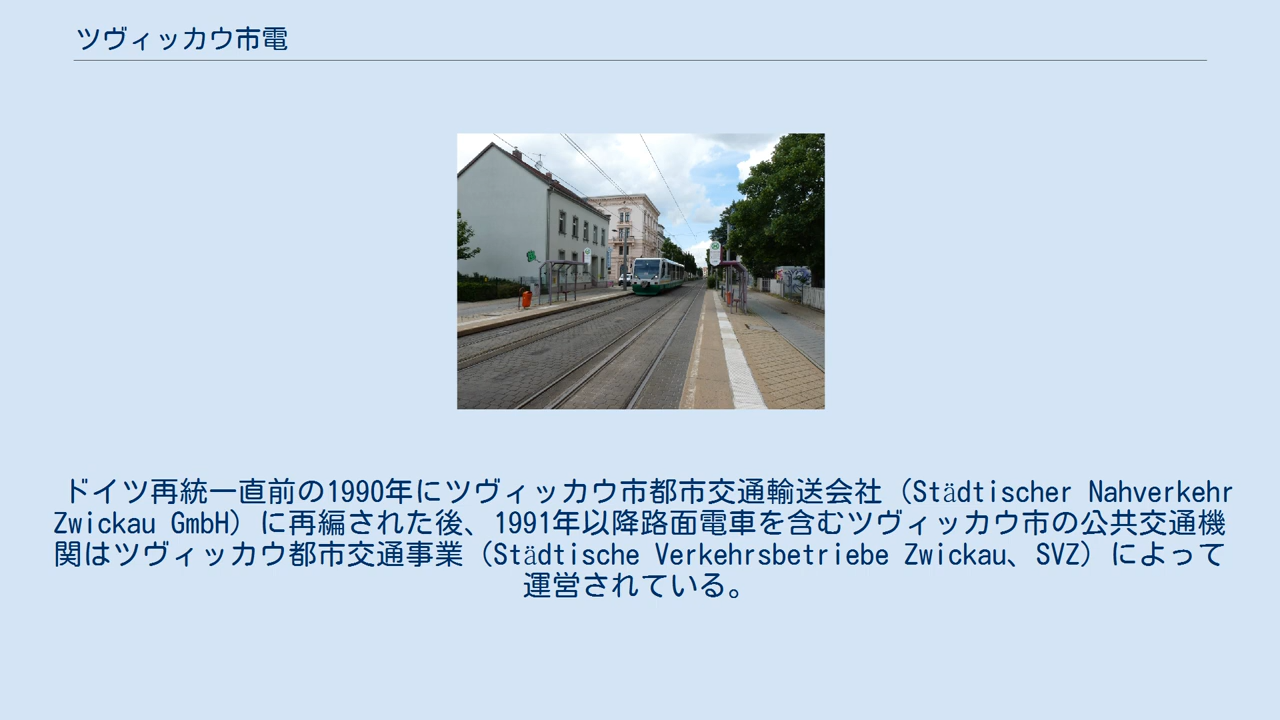 ツヴィッカウ市電
ドイツ再統一直前の1990年にツヴィッカウ市都市交通輸送会社（Städtischer Nahverkehr
Zwickau GmbH）に再編された後、1991年以降路面電車を含むツヴィッカウ市の公共交通機
関はツヴィッカウ都市交通事業（Städtische Verkehrsbetriebe Zwickau、SVZ）によって
運営されている。